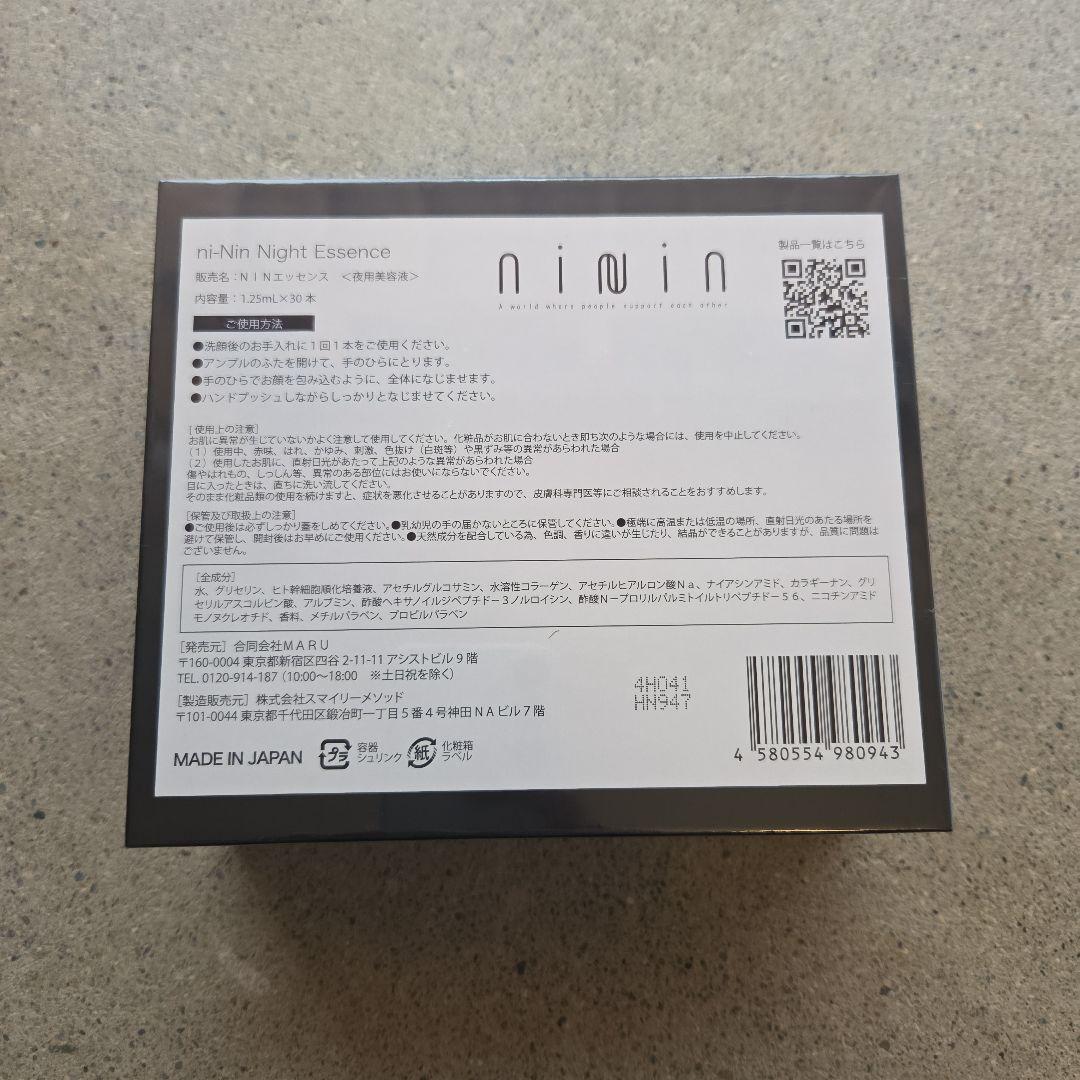 ni-Nin Night Essence
販売名：ＮＩＮエッセンス　＜夜用美容液＞
内容量：1.25mL×30 本
ninin
A world where people support each other
製品一覧はこちら
ご使用方法
●洗顔後のお手入れに１回１本をご使用ください。
●アンプルのふたを開けて、手のひらにとります。
●手のひらでお顔を包み込むように、全体になじませます。
●ハンドプッシュしながらしっかりとなじませてください。
［使用上の注意］
お肌に異常が生じていないかよく注意して使用してください。化粧品がお肌に合わないとき即ち次のような場合には、使用を中止してください。
（１）使用中、赤味、はれ、かゆみ、刺激、色抜け（白斑等）や黒ずみ等の異常があらわれた場合
（２）使用したお肌に、直射日光があたって上記のような異常があらわれた場合
傷やはれもの、しっしん等、異常のある部位にはお使いにならないでください。
目に入ったときは、直ちに洗い流してください。
そのまま化粧品類の使用を続けますと、症状を悪化させることがありますので、皮膚科専門医等にご相談されることをおすすめします。
［保管及び取扱上の注意］
●ご使用後は必ずしっかり蓋をしめてください。●乳幼児の手の届かないところに保管してください。●極端に高温または低温の場所、直射日光のあたる場所を
避けて保管し、開封後はお早めにご使用ください。●天然成分を配合している為、色調、香りに違いが生じたり、結晶ができることがありますが、品質に問題は
ございません。
［全成分］
水、グリセリン、ヒト幹細胞順化培養液、アセチルグルコサミン、水溶性コラーゲン、アセチルヒアルロン酸Ｎａ、ナイアシンアミド、カラギーナン、グリ
セリルアスコルビン酸、アルブミン、酢酸ヘキサノイルジペプチド－３ノルロイシン、酢酸Ｎ－プロリルパルミトイルトリペプチド－５６、ニコチンアミド
モノヌクレオチド、香料、メチルパラベン、プロピルパラベン
［発売元］合同会社ＭＡＲＵ
〒160-0004 東京都新宿区四谷 2-11-11 アシストビル 9 階
TEL. 0120-914-187（10:00～18:00　※土日祝を除く）
［製造販売元］株式会社スマイリーメソッド
〒101-0044 東京都千代田区鍛冶町一丁目５番４号神田ＮＡビル７階
4H041
HN947
MADE IN JAPAN
プラ
容器
シュリンク
紙
化粧箱
ラベル
4 580554 980943